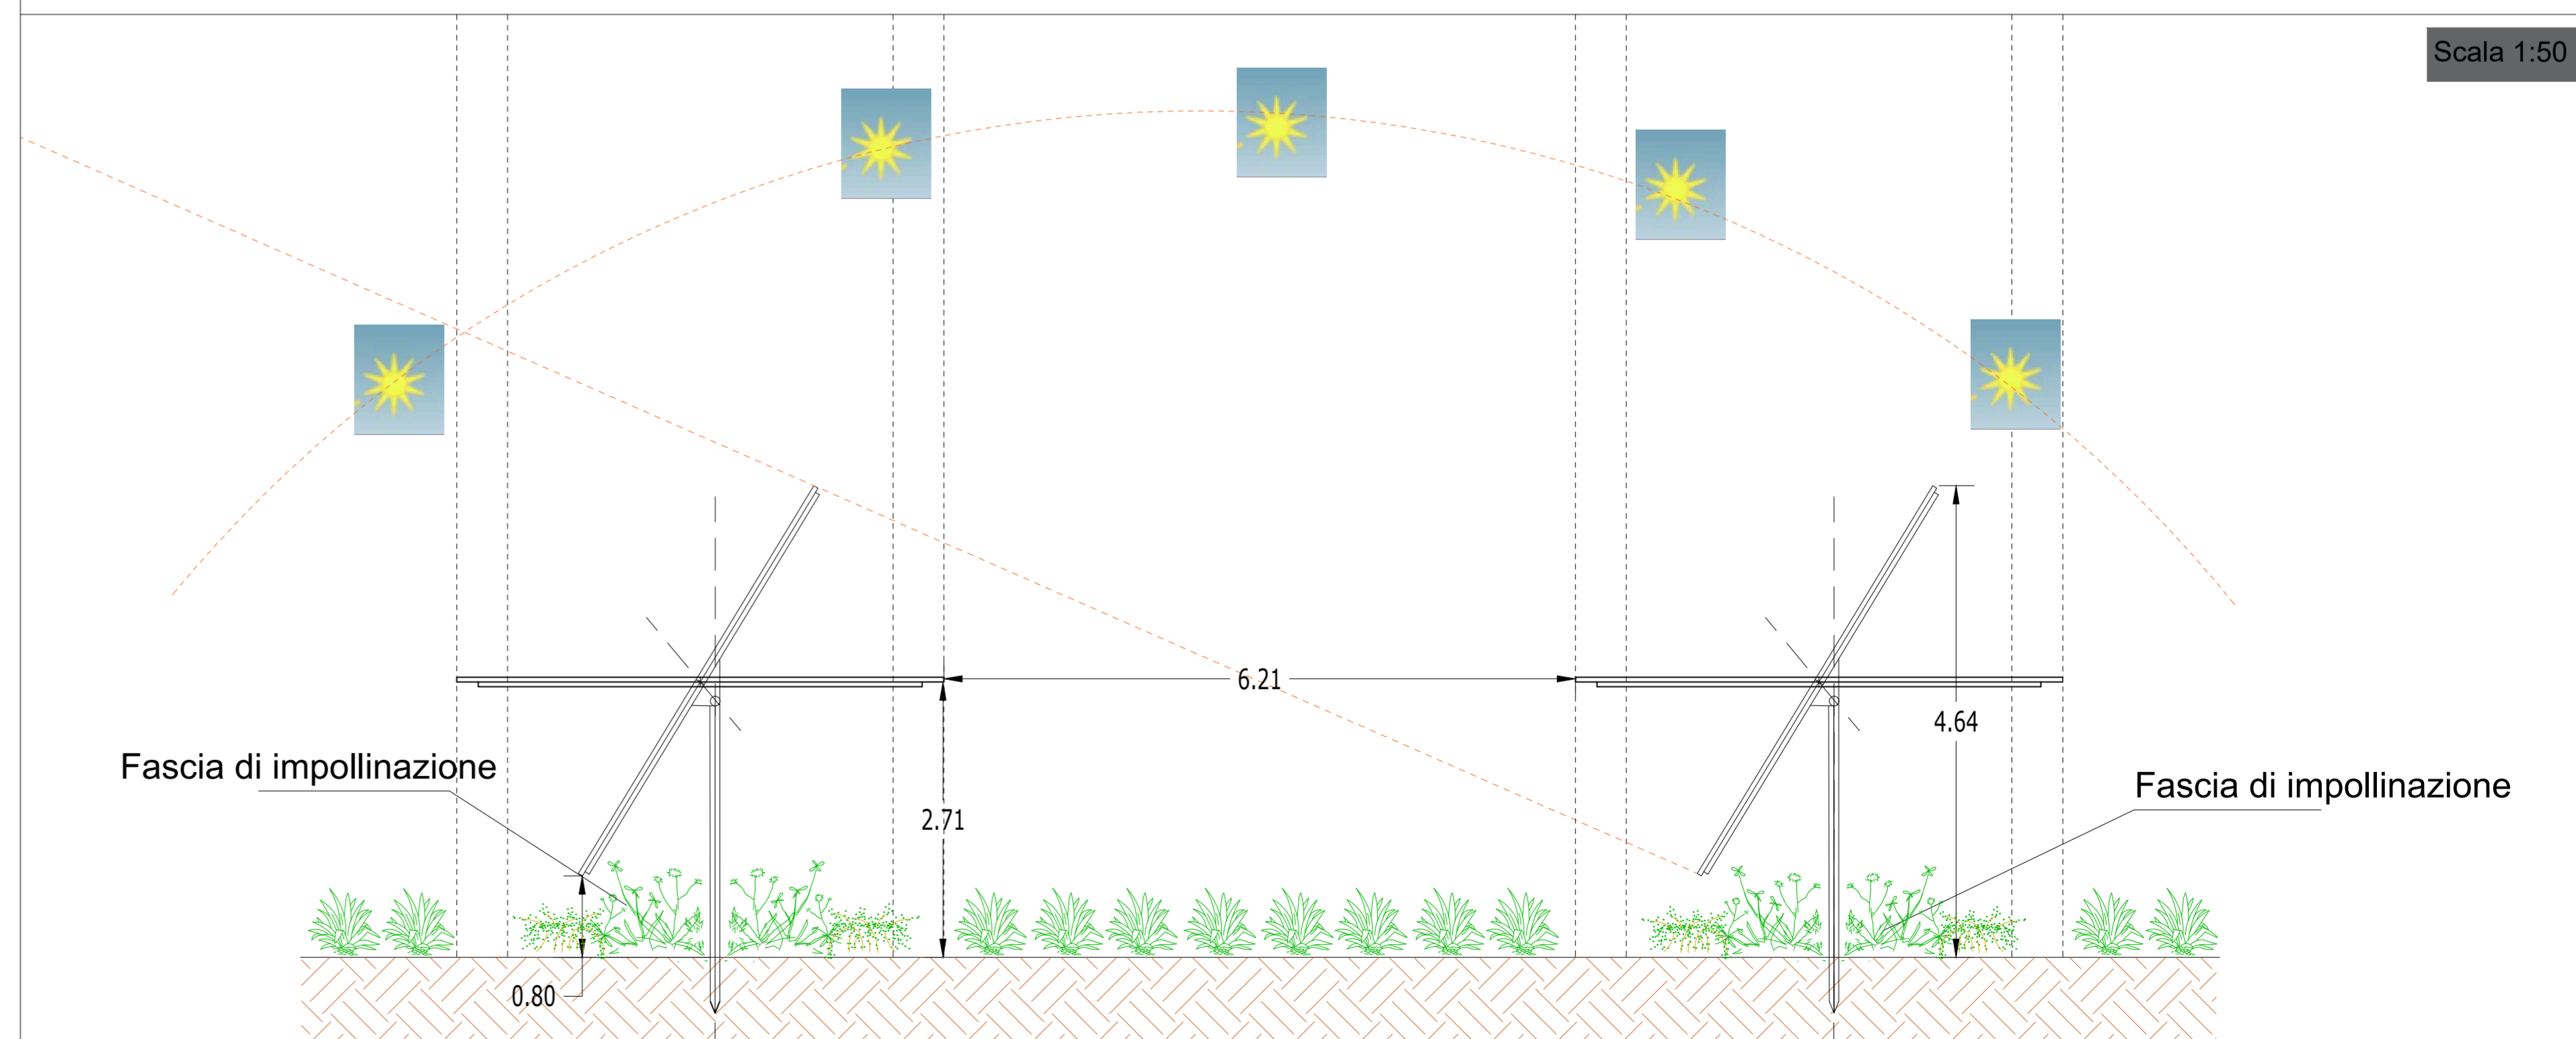 Scala 1:50
6.21
4.64
Fascia di impollinazione
Fascia di impollinazione
2.71
0.80